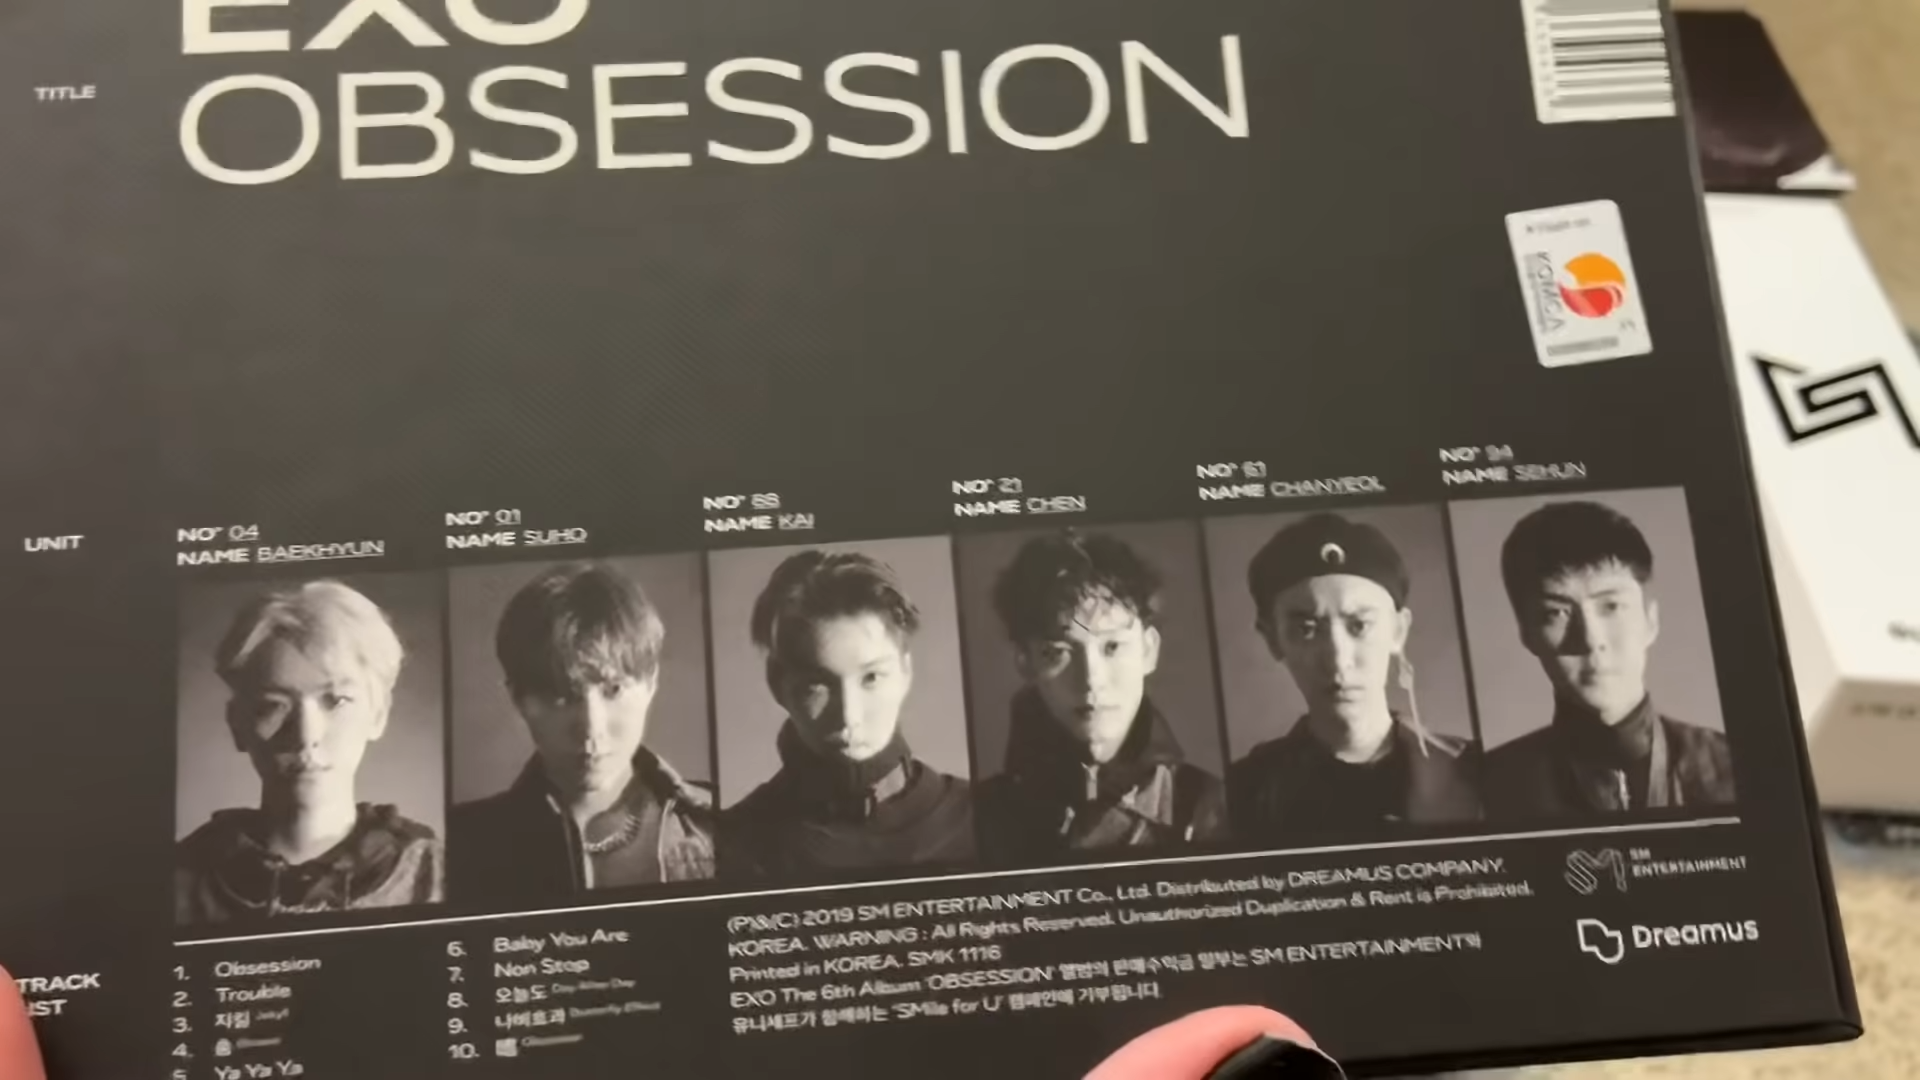 EXO
TITLE
OBSESSION
KOMCA
UNIT
NO° 04
NAME BAEKHYUN
NO° 01
NAME SUHO
NO° 88
NAME KAI
NO° 21
NAME CHEN
NO° 61
NAME CHANYEOL
NO° 94
NAME SEHUN
TRACK
IST
1. Obsession
2. Trouble
3. 지킬 Jekyll
4. 춤 Groove
5. Ya Ya Ya
6. Baby You Are
7. Non Stop
8. 오늘도 Day After Day
9. 나비효과 Butterfly Effect
10.
(P)&(C) 2019 SM ENTERTAINMENT Co., Ltd. Distributed by DREAMUS COMPANY.
KOREA. WARNING : All Rights Reserved. Unauthorized Duplication & Rent is Prohibited.
Printed in KOREA. SMK 1116
EXO The 6th Album 'OBSESSION' 앨범의 판매수익금 일부는 SM ENTERTAINMENT와
유니세프가 함께하는 'SMile for U' 캠페인에 기부됩니다.
SM
ENTERTAINMENT
Dreamus